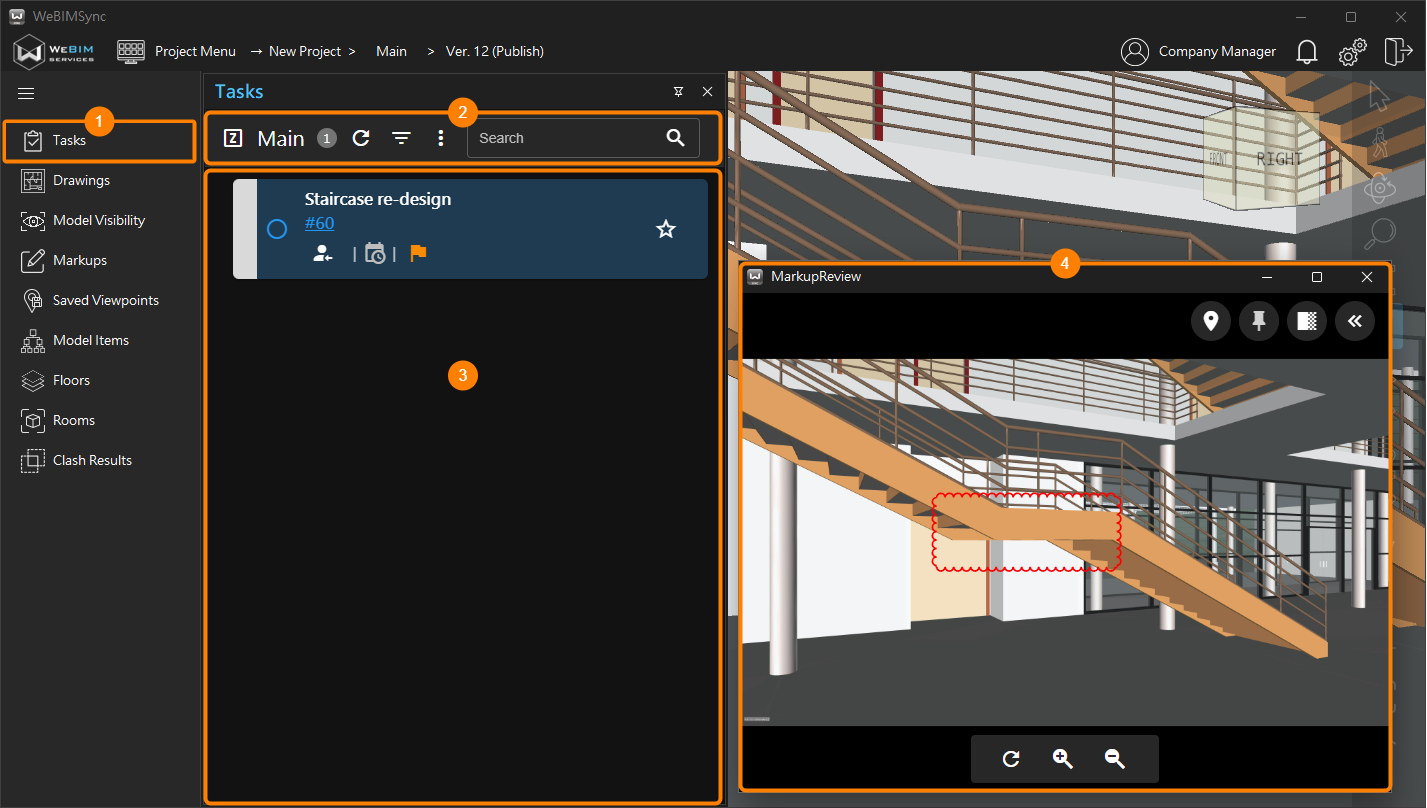 WeBIMSync
WEBIM
SERVICES
Project Menu → New Project > Main > Ver. 12 (Publish)
Company Manager
1
Tasks
Drawings
Model Visibility
Markups
Saved Viewpoints
Model Items
Floors
Rooms
Clash Results
Tasks
2
Z Main 1 Search
Staircase re-design
#60
3
FRONT RIGHT
4
MarkupReview